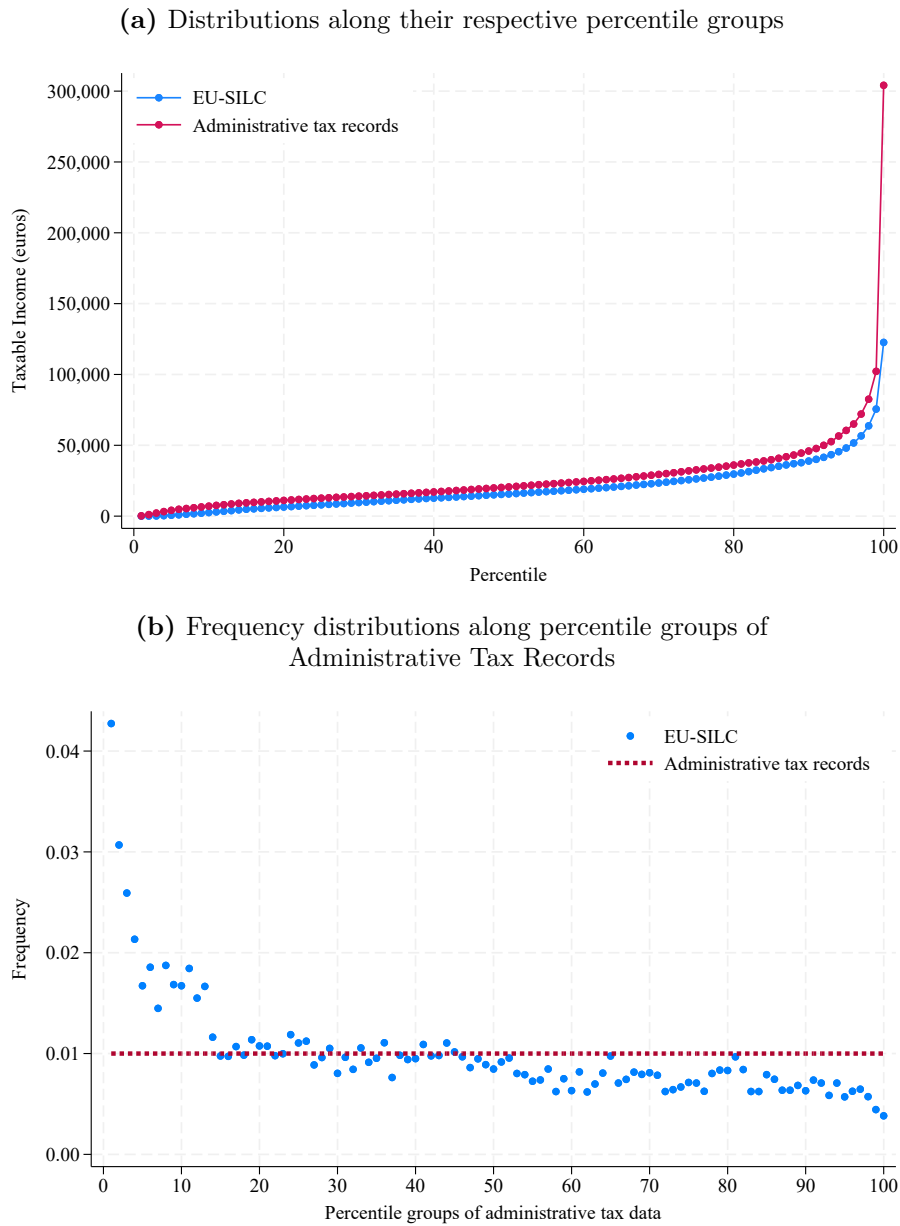 (a) Distributions along their respective percentile groups
300,000
250,000
200,000
150,000
100,000
50,000
0
Taxable Income (euros)
EU-SILC
Administrative tax records
0 20 40 60 80 100
Percentile
(b) Frequency distributions along percentile groups of
Administrative Tax Records
0.04
0.03
0.02
0.01
0.00
Frequency
EU-SILC
Administrative tax records
0 10 20 30 40 50 60 70 80 90 100
Percentile groups of administrative tax data